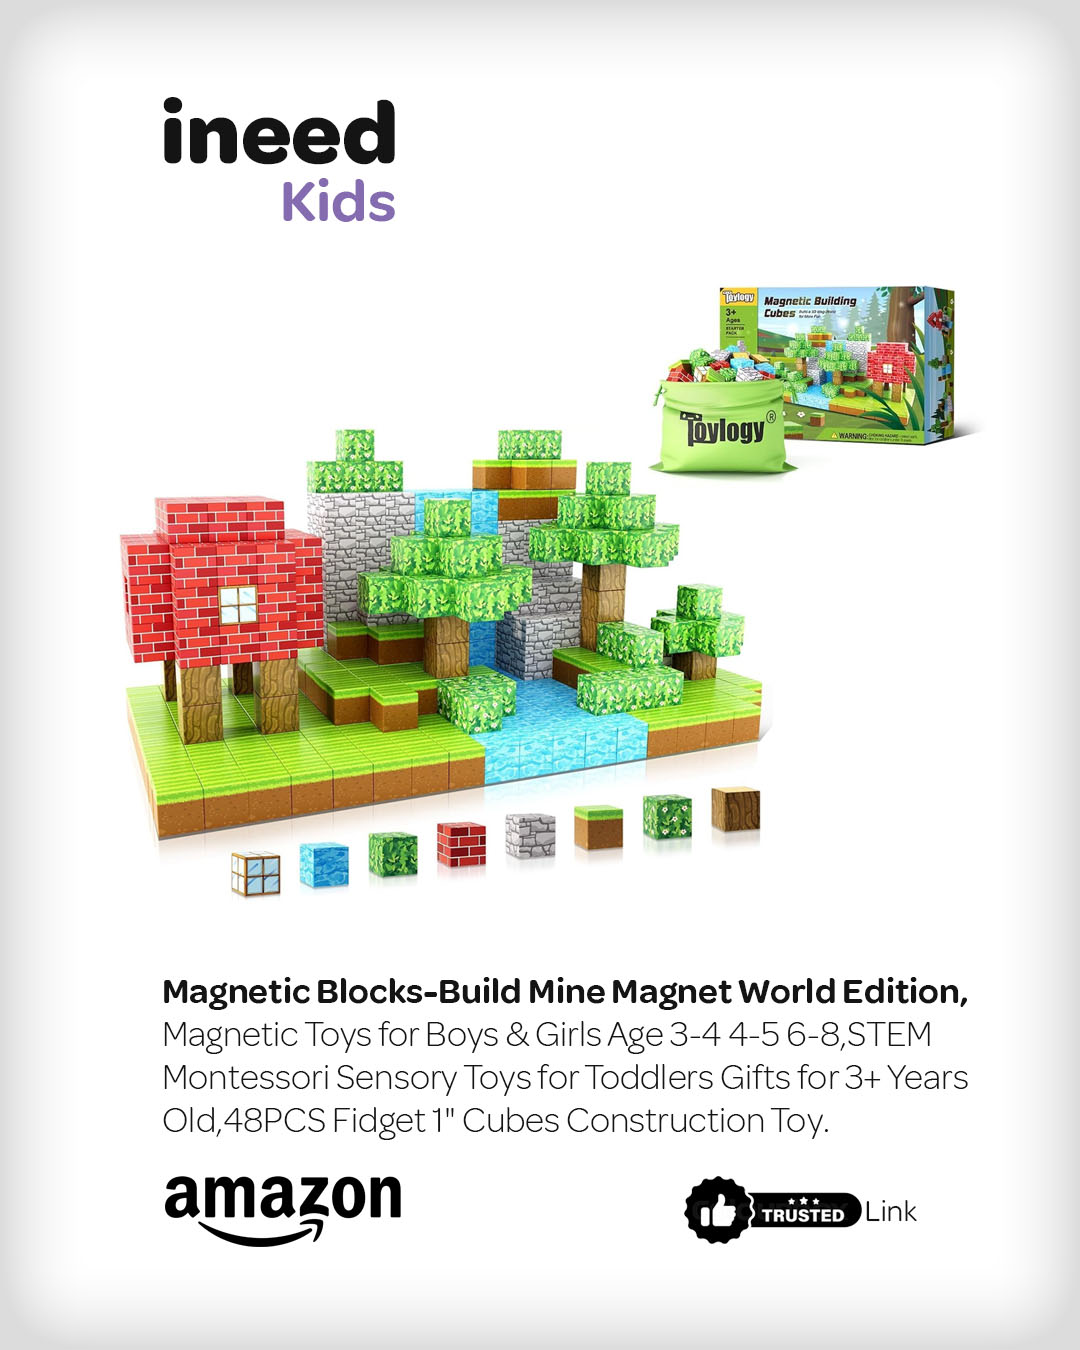 ineed
Kids
Toylogy
Magnetic Building
Cubes
3+
Ages
STARTER
PACK
WARNING:
Toylogy®
Magnetic Blocks-Build Mine Magnet World Edition,
Magnetic Toys for Boys & Girls Age 3-4 4-5 6-8,STEM
Montessori Sensory Toys for Toddlers Gifts for 3+ Years
Old,48PCS Fidget 1" Cubes Construction Toy.
amazon
TRUSTED Link